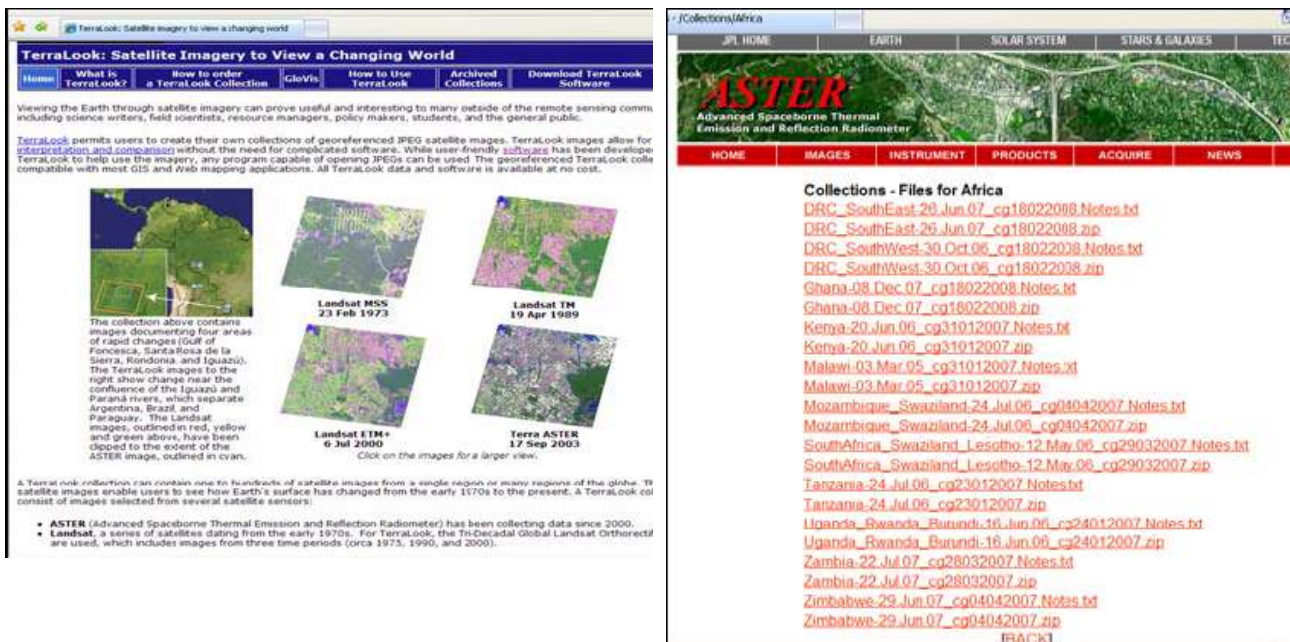 TerraLook: Satellite imagery to view a changing world
TerraLook: Satellite Imagery to View a Changing World
Home
What is
TerraLook?
How to order
a TerraLook Collection
GloVis
How to Use
TerraLook
Archived
Collections
Download TerraLook
Software
Viewing the Earth through satellite imagery can prove useful and interesting to many outside of the remote sensing commu
including science writers, field scientists, resource managers, policy makers, students, and the general public.
TerraLook permits users to create their own collections of georeferenced JPEG satellite images. TerraLook images allow for
interpretation and comparison without the need for complicated software. While user-friendly software has been develope
TerraLook to help use the imagery, any program capable of opening JPEGs can be used The georeferenced TerraLook colle
compatible with most GIS and Web mapping applications. All TerraLook data and software is available at no cost.
The collection above contains
images documenting four areas
of rapid changes (Gulf of
Foncesca, Santa Rosa de la
Sierra, Rondonia and Iguazú).
The TerraLook images to the
right show change near the
confluence of the Iguazú and
Paraná rivers, which separate
Argentina, Brazil, and
Paraguay. The Landsat
images, outlined in red, yellow
and green above, have been
clipped to the extent of the
ASTER image, outlined in cyan.
Landsat MSS
23 Feb 1973
Landsat TM
19 Apr 1989
Landsat ETM+
6 Jul 2000
Terra ASTER
17 Sep 2003
Click on the images for a larger view.
A TerraLook collection can contain one to hundreds of satellite images from a single region or many regions of the globe. Th
satellite images enable users to see how Earth's surface has changed from the early 1970s to the present. A TerraLook col
consist of images selected from several satellite sensors:
• ASTER (Advanced Spaceborne Thermal Emission and Reflection Radiometer) has been collecting data since 2000.
• Landsat, a series of satellites dating from the early 1970s. For TerraLook, the Tri-Decadal Global Landsat Orthorectif
are used, which includes images from three time periods (circa 1975, 1990, and 2000).
/Collections/Africa
JPL HOME
EARTH
SOLAR SYSTEM
STARS & GALAXIES
TEC
ASTER
Advanced Spaceborne Thermal
Emission and Reflection Radiometer
HOME
IMAGES
INSTRUMENT
PRODUCTS
ACQUIRE
NEWS
Collections - Files for Africa
DRC_SouthEast-26.Jun.07_cg18022008.Notes.txt
DRC_SouthEast-26.Jun.07_cg18022008.zip
DRC_SouthWest-30.Oct.06_cg18022008.Notes.txt
DRC_SouthWest-30.Oct.06_cg18022008.zip
Ghana-08.Dec.07_cg18022008.Notes.txt
Ghana-08.Dec.07_cg18022008.zip
Kenya-20.Jun.06_cg31012007.Notes.txt
Kenya-20.Jun.06_cg31012007.zip
Malawi-03.Mar.05_cg31012007.Notes.txt
Malawi-03.Mar.05_cg31012007.zip
Mozambique_Swaziland-24.Jul.06_cg04042007.Notes.txt
Mozambique_Swaziland-24.Jul.06_cg04042007.zip
SouthAfrica_Swaziland_Lesotho-12.May.06_cg29032007.Notes.txt
SouthAfrica_Swaziland_Lesotho-12.May.06_cg29032007.zip
Tanzania-24.Jul.06_cg23012007.Notes.txt
Tanzania-24.Jul.06_cg23012007.zip
Uganda_Rwanda_Burundi-16.Jun.06_cg24012007.Notes.txt
Uganda_Rwanda_Burundi-16.Jun.06_cg24012007.zip
Zambia-22.Jul.07_cg28032007.Notes.txt
Zambia-22.Jul.07_cg28032007.zip
Zimbabwe-29.Jun.07_cg04042007.Notes.txt
Zimbabwe-29.Jun.07_cg04042007.zip
[BACK]